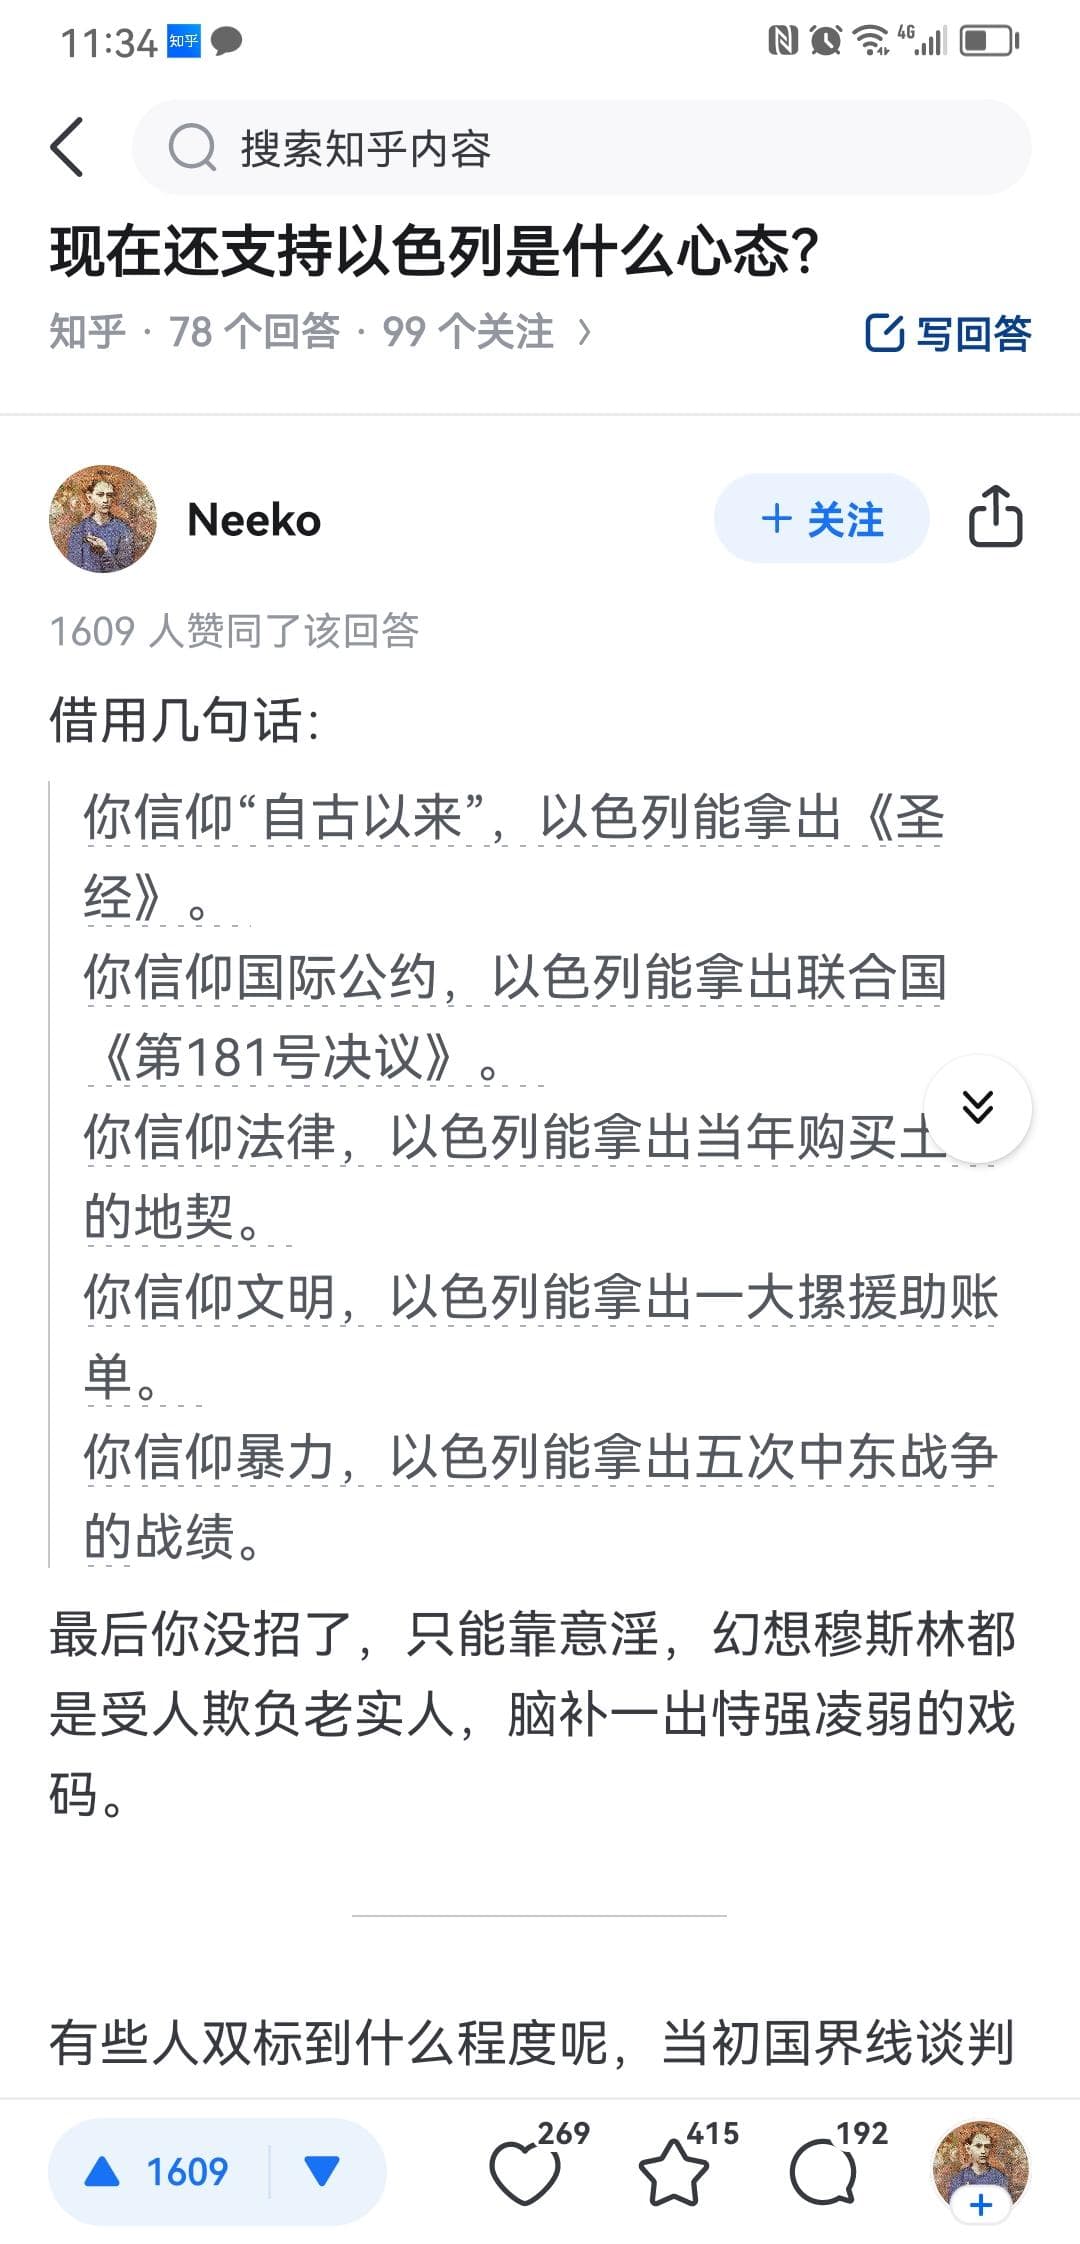 11:34 知乎
4G
搜索知乎内容
现在还支持以色列是什么心态?
知乎 · 78 个回答 · 99 个关注 >
写回答
Neeko
+ 关注
1609 人赞同了该回答
借用几句话:
你信仰“自古以来”，以色列能拿出《圣
经》。
你信仰国际公约，以色列能拿出联合国
《第181号决议》。
你信仰法律，以色列能拿出当年购买土
的地契。
你信仰文明，以色列能拿出一大摞援助账
单。
你信仰暴力，以色列能拿出五次中东战争
的战绩。
最后你没招了，只能靠意淫，幻想穆斯林都
是受人欺负老实人，脑补一出恃强凌弱的戏
码。
有些人双标到什么程度呢，当初国界线谈判
1609
269
415
192